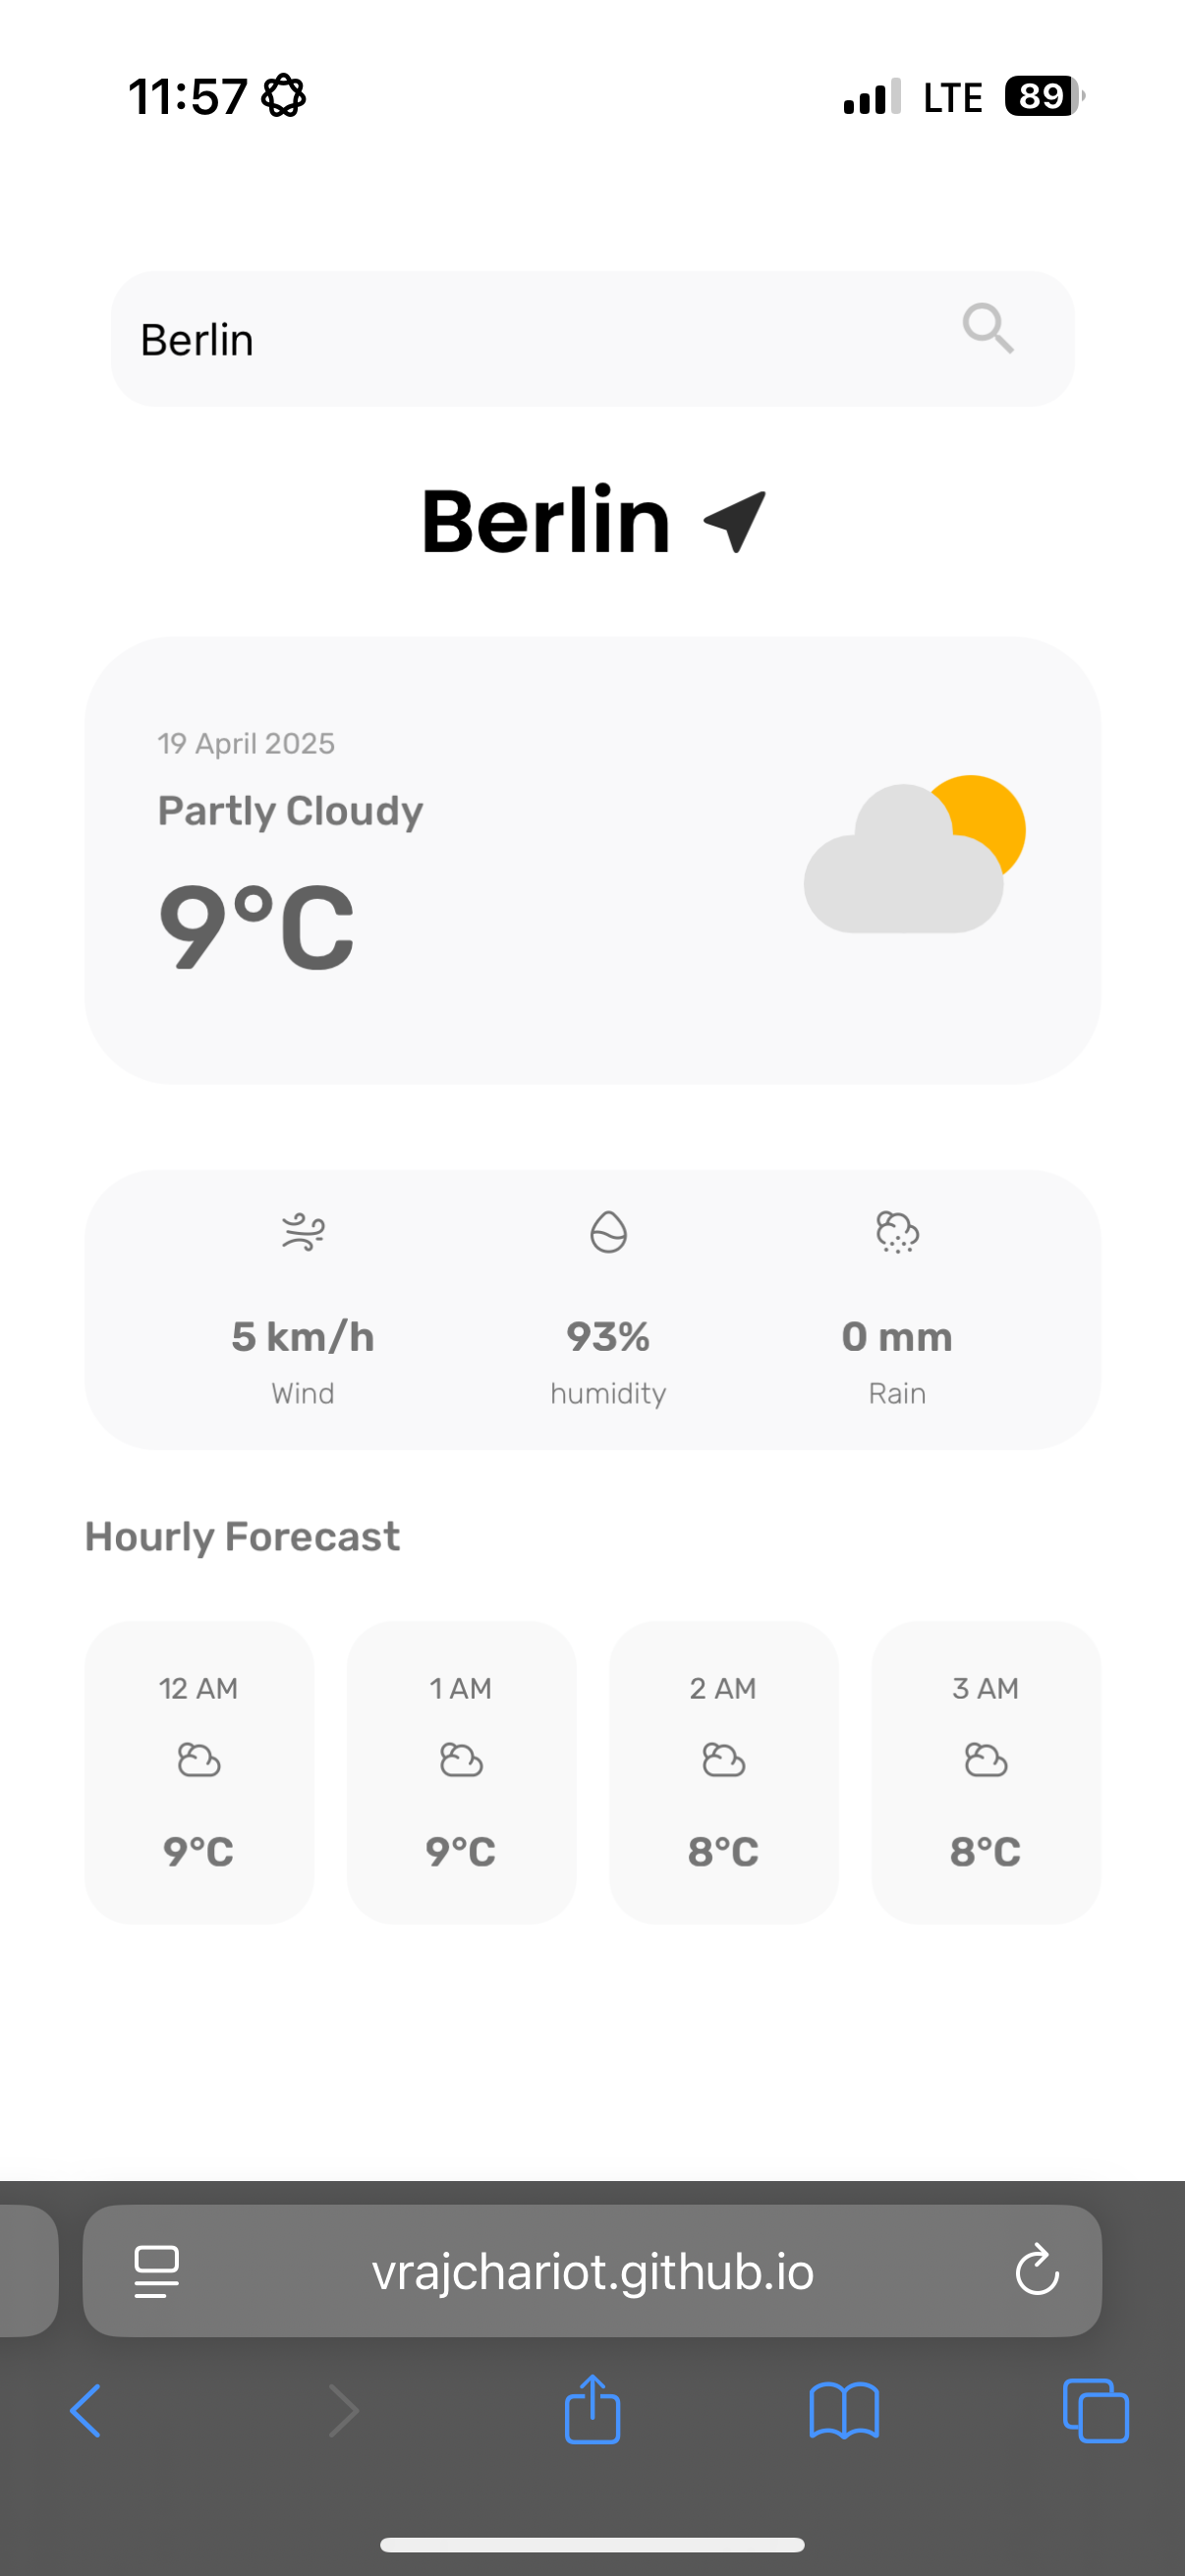 11:57 LTE 89
Berlin
Berlin
19 April 2025
Partly Cloudy
9°C
5 km/h 93% 0 mm
Wind humidity Rain
Hourly Forecast
12 AM 1 AM 2 AM 3 AM
9°C 9°C 8°C 8°C
vrajchariot.github.io